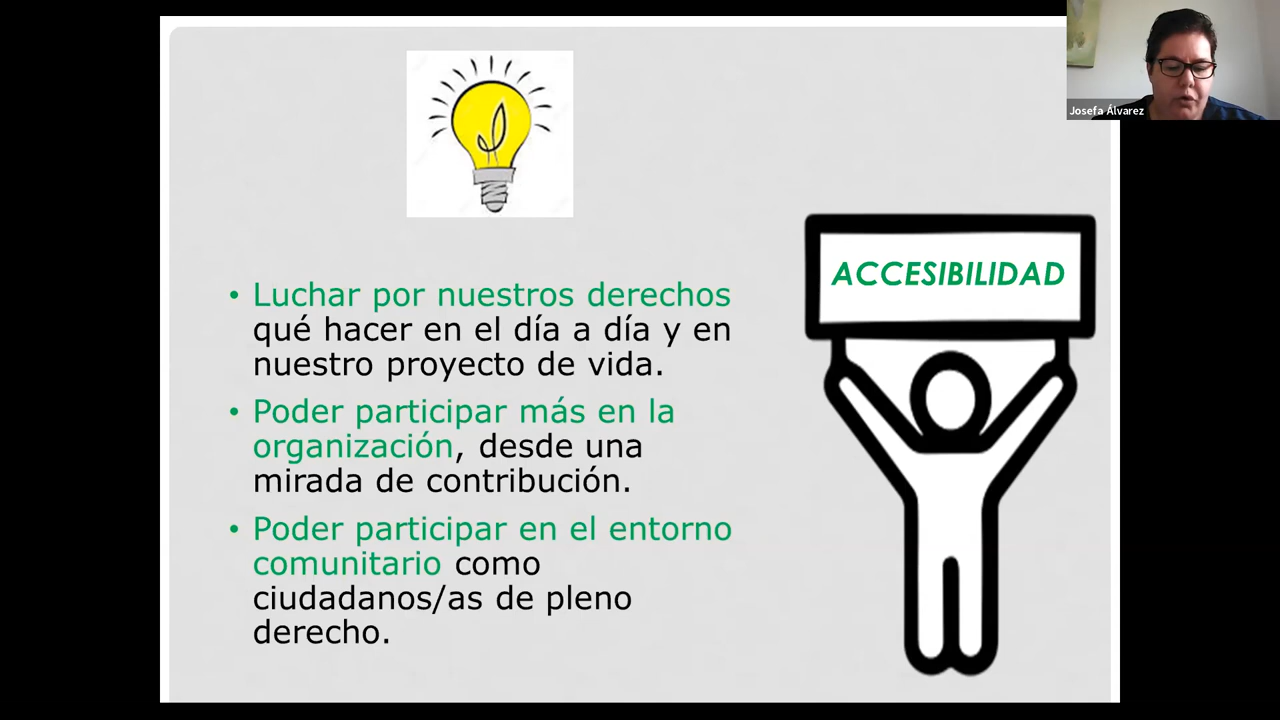 Josefa Álvarez
ACCESIBILIDAD
• Luchar por nuestros derechos
qué hacer en el día a día y en
nuestro proyecto de vida.
• Poder participar más en la
organización, desde una
mirada de contribución.
• Poder participar en el entorno
comunitario como
ciudadanos/as de pleno
derecho.